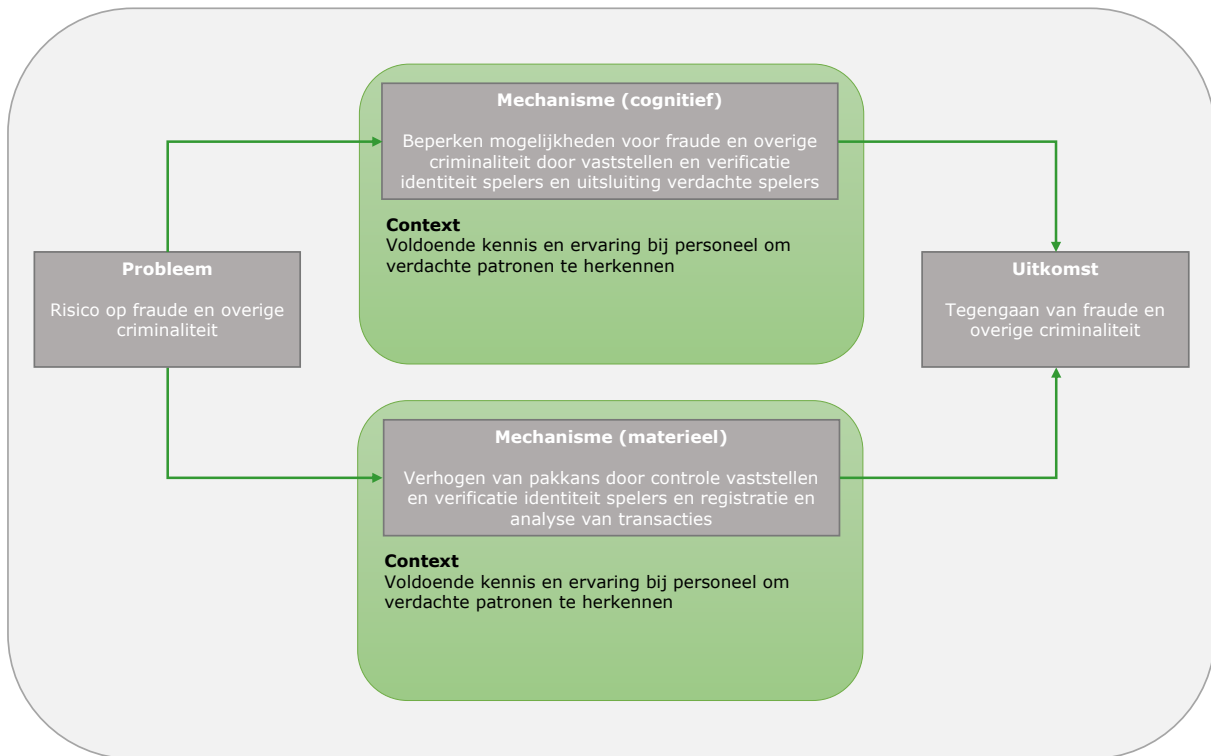 Mechanisme (cognitief)
Beperken mogelijkheden voor fraude en overige
criminaliteit door vaststellen en verificatie
identiteit spelers en uitsluiting verdachte spelers
Context
Voldoende kennis en ervaring bij personeel om
verdachte patronen te herkennen
Probleem
Risico op fraude en overige
criminaliteit
Uitkomst
Tegengaan van fraude en
overige criminaliteit
Mechanisme (materieel)
Verhogen van pakkans door controle vaststellen
en verificatie identiteit spelers en registratie en
analyse van transacties
Context
Voldoende kennis en ervaring bij personeel om
verdachte patronen te herkennen